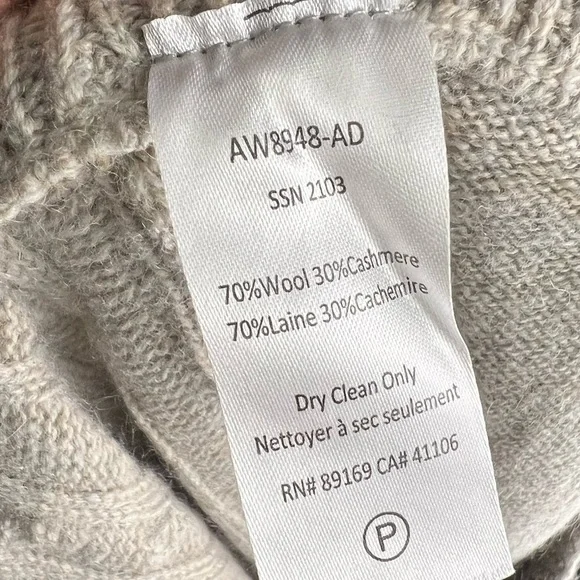 AW8948-AD
SSN 2103
70%Wool 30%Cashmere
70%Laine 30%Cachemire
Dry Clean Only
Nettoyer à sec seulement
RN# 89169 CA# 41106
P